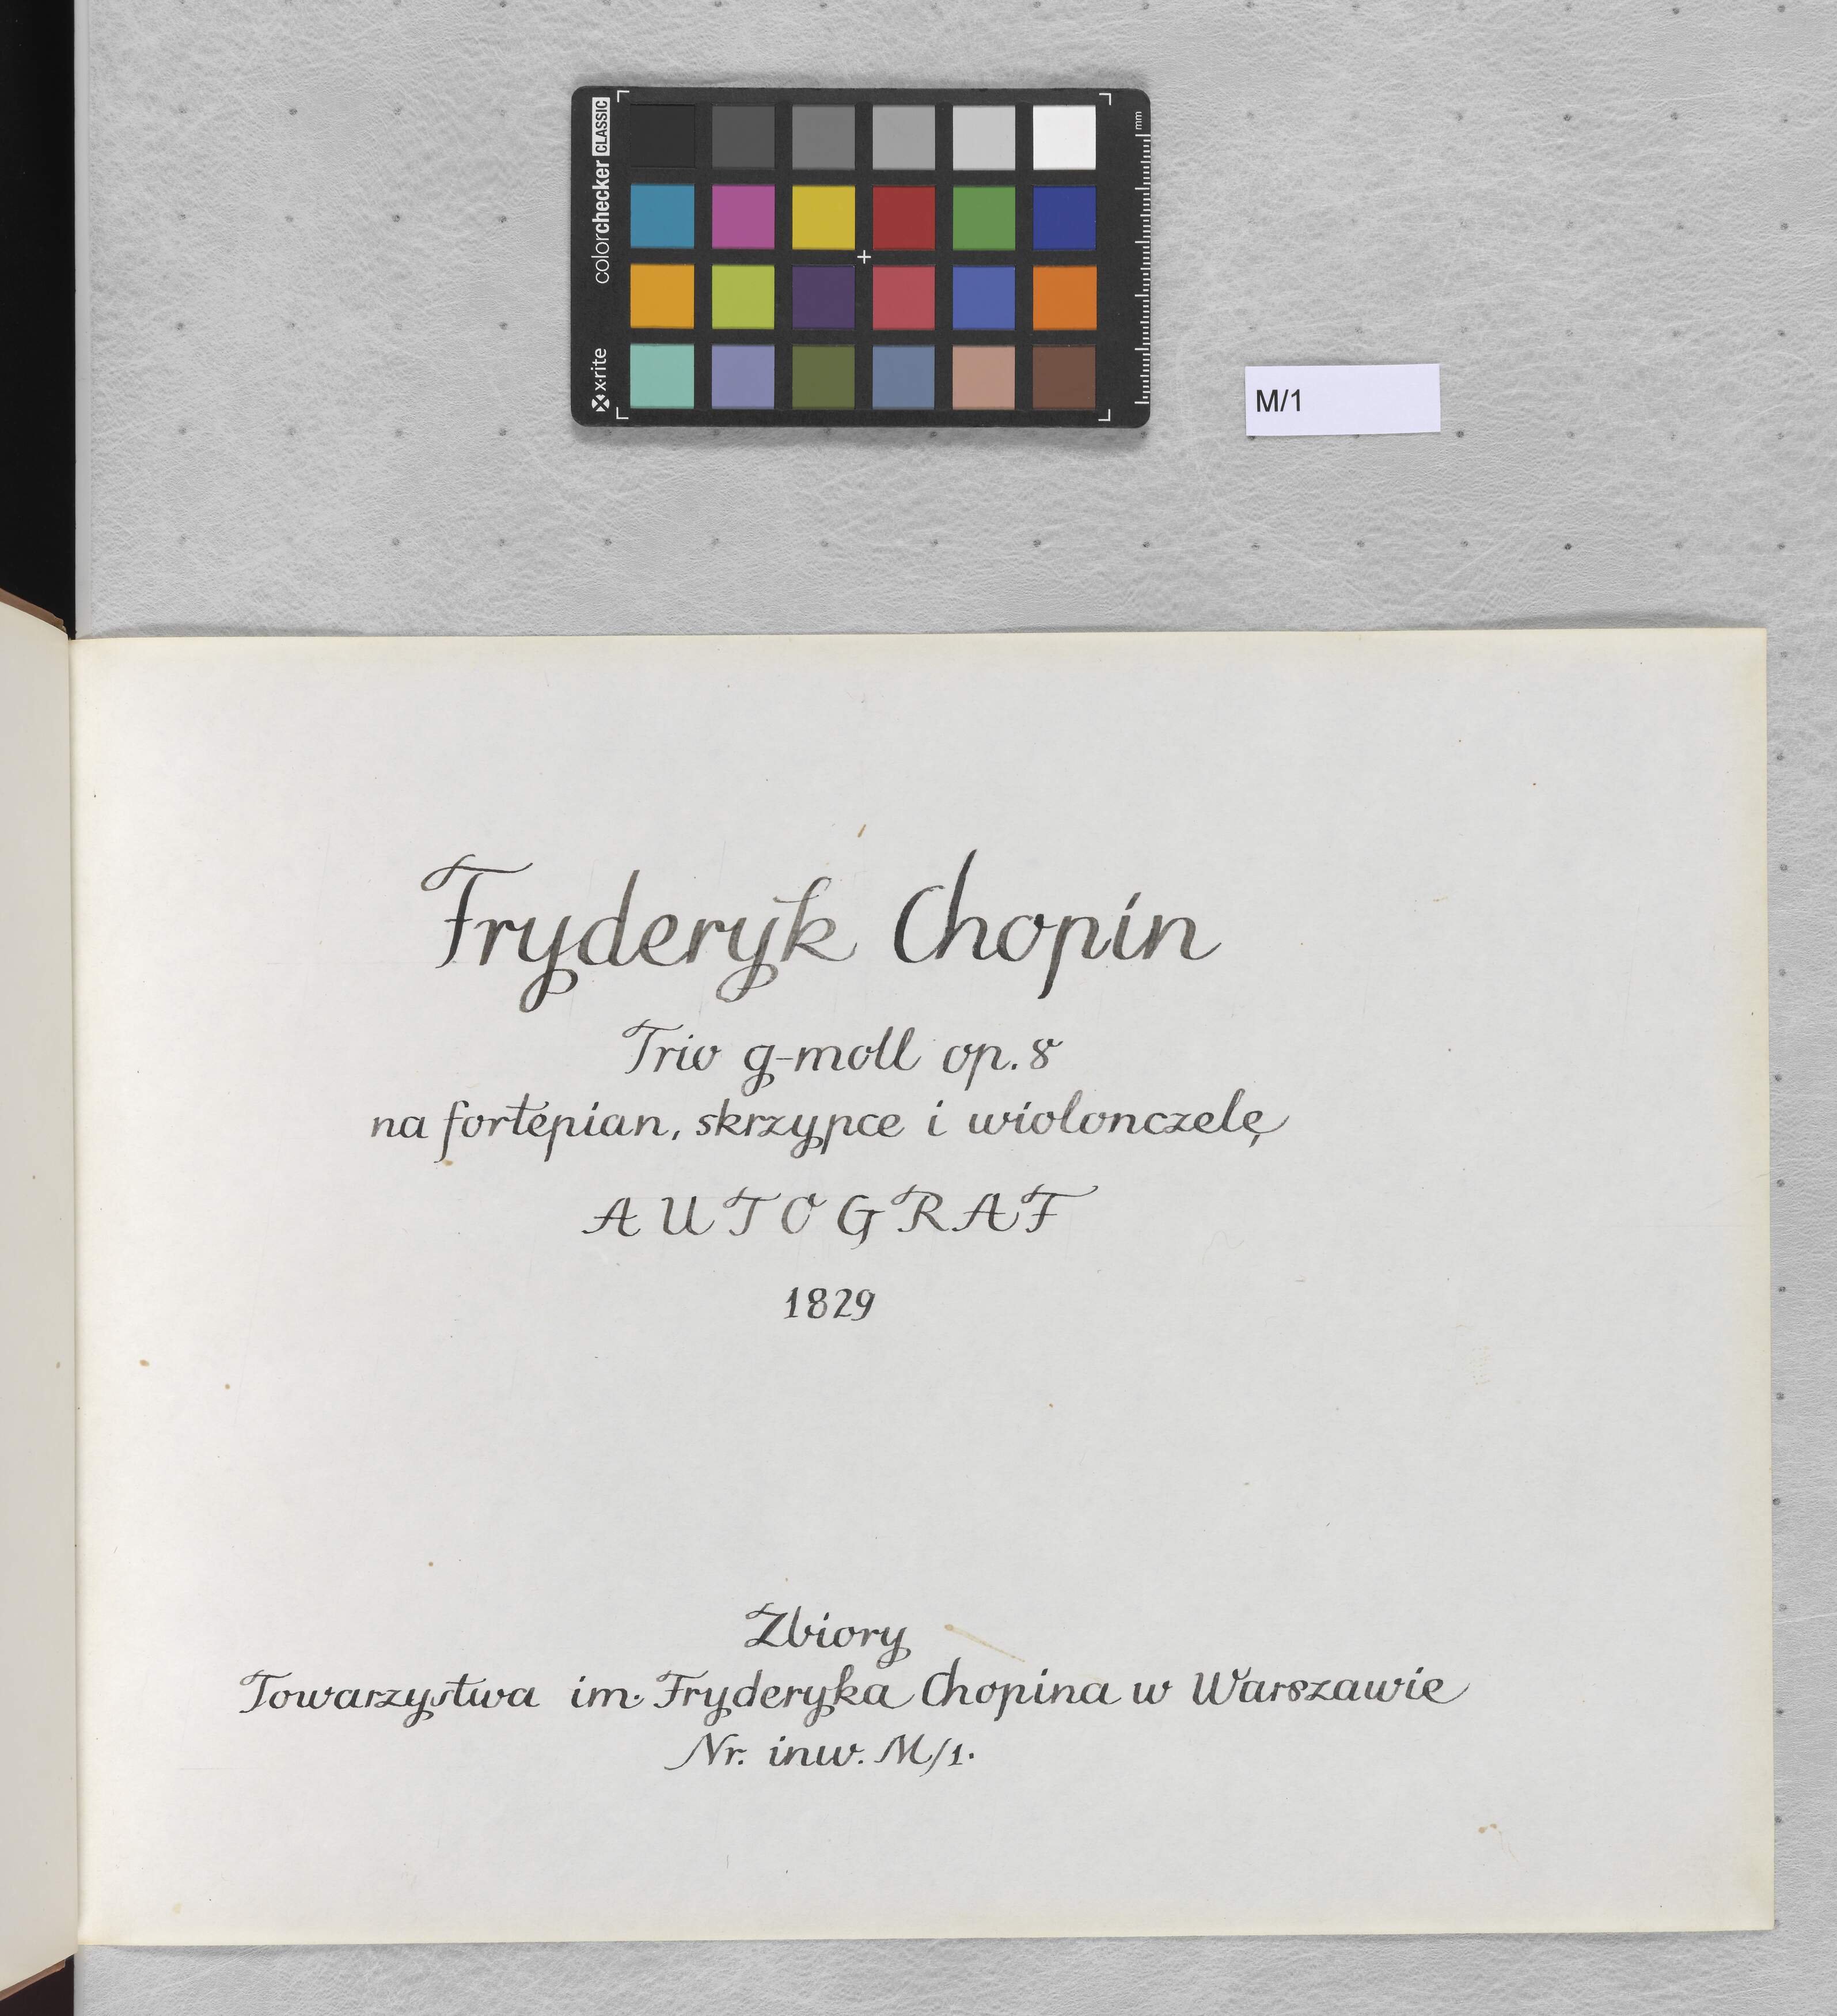 colorchecker CLASSIC
x-rite
mm
M/1
Fryderyk Chopin
Trio g-moll op. 8
na fortepian, skrzypce i wiolonczelę
AUTOGRAF
1829
Zbiory
Towarzystwa im. Fryderyka Chopina w Warszawie
Nr. inw. M/1.